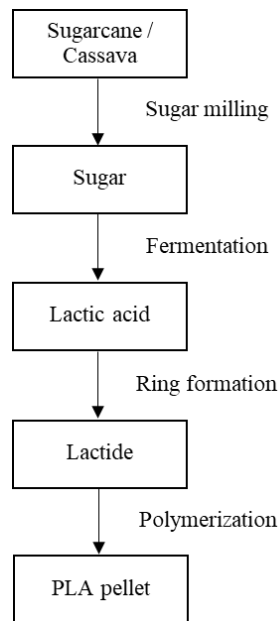 Sugarcane /
Cassava
Sugar milling
Sugar
Fermentation
Lactic acid
Ring formation
Lactide
Polymerization
PLA pellet